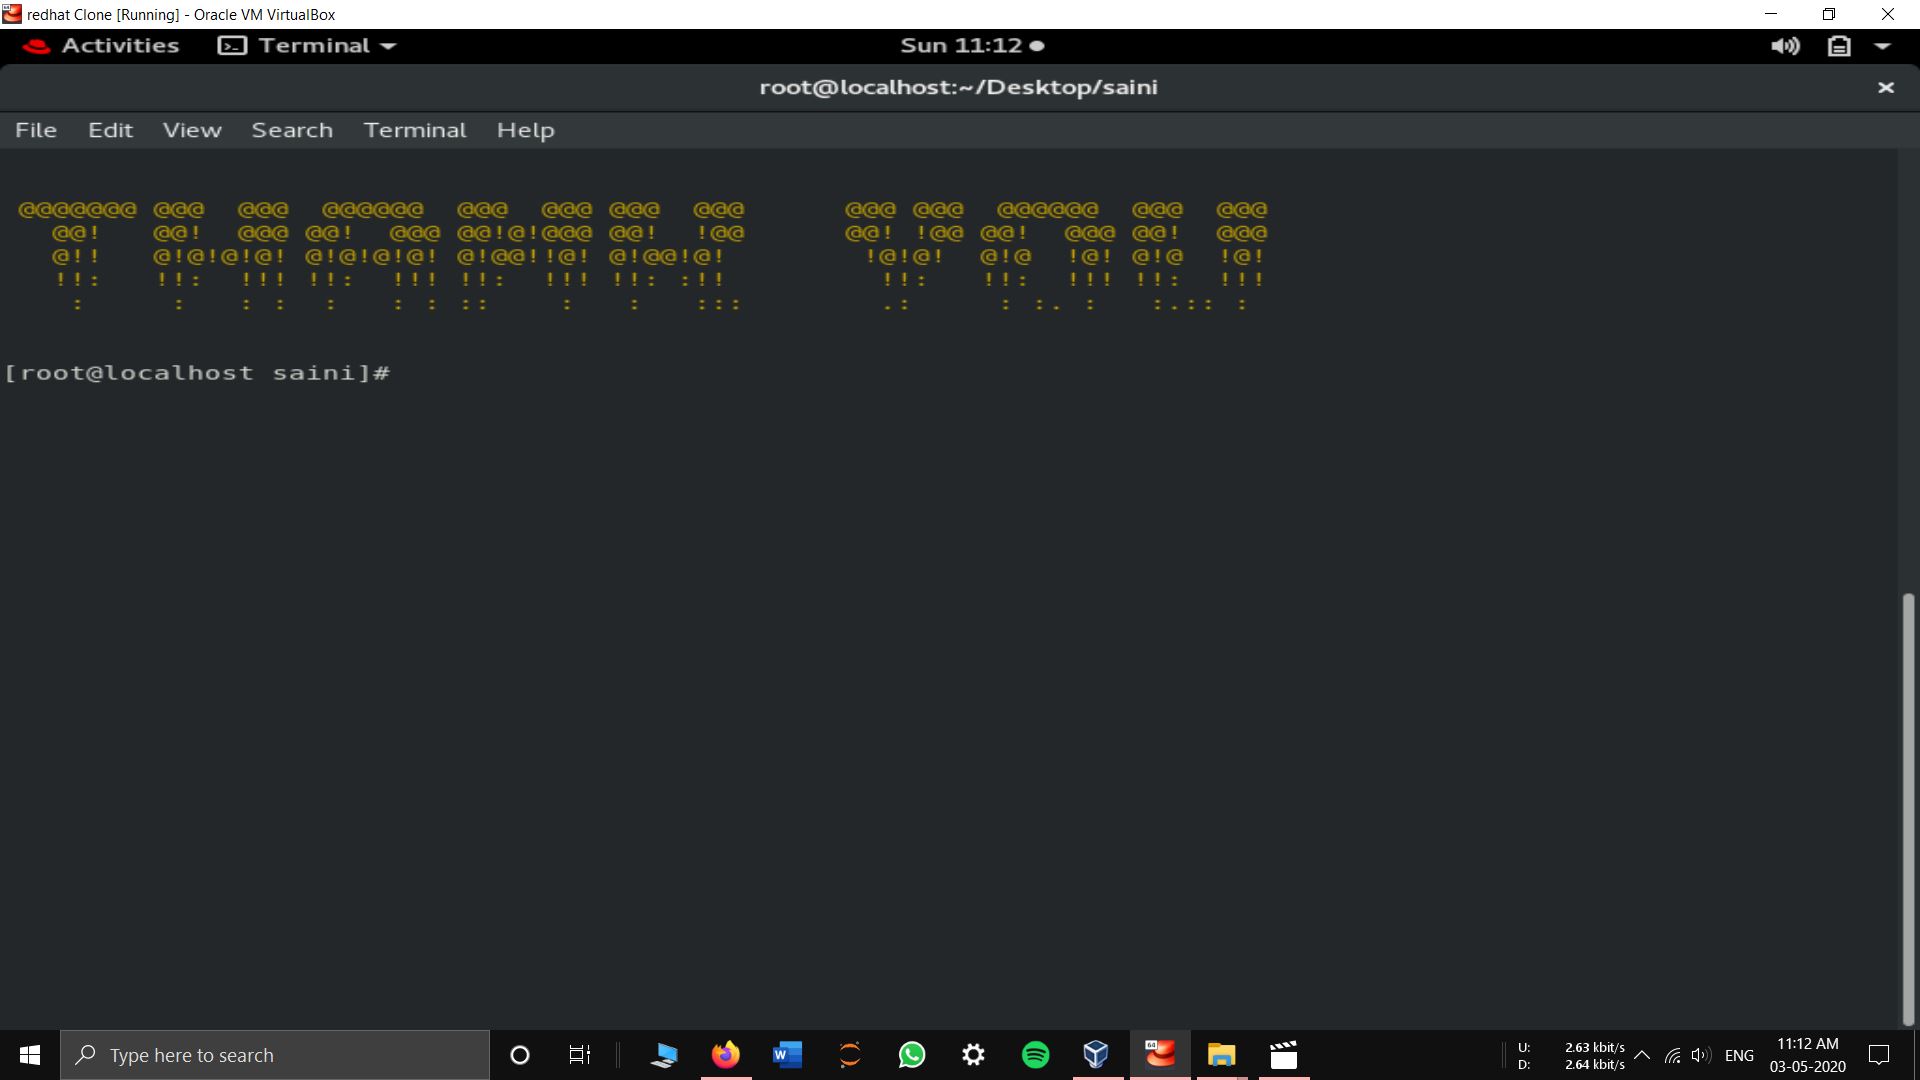 redhat Clone [Running] - Oracle VM VirtualBox
Activities Terminal Sun 11:12
root@localhost:~/Desktop/saini
File Edit View Search Terminal Help
THANK YOU
[root@localhost saini]#
Type here to search
U: 2.63 kbit/s
D: 2.64 kbit/s
ENG
11:12 AM
03-05-2020